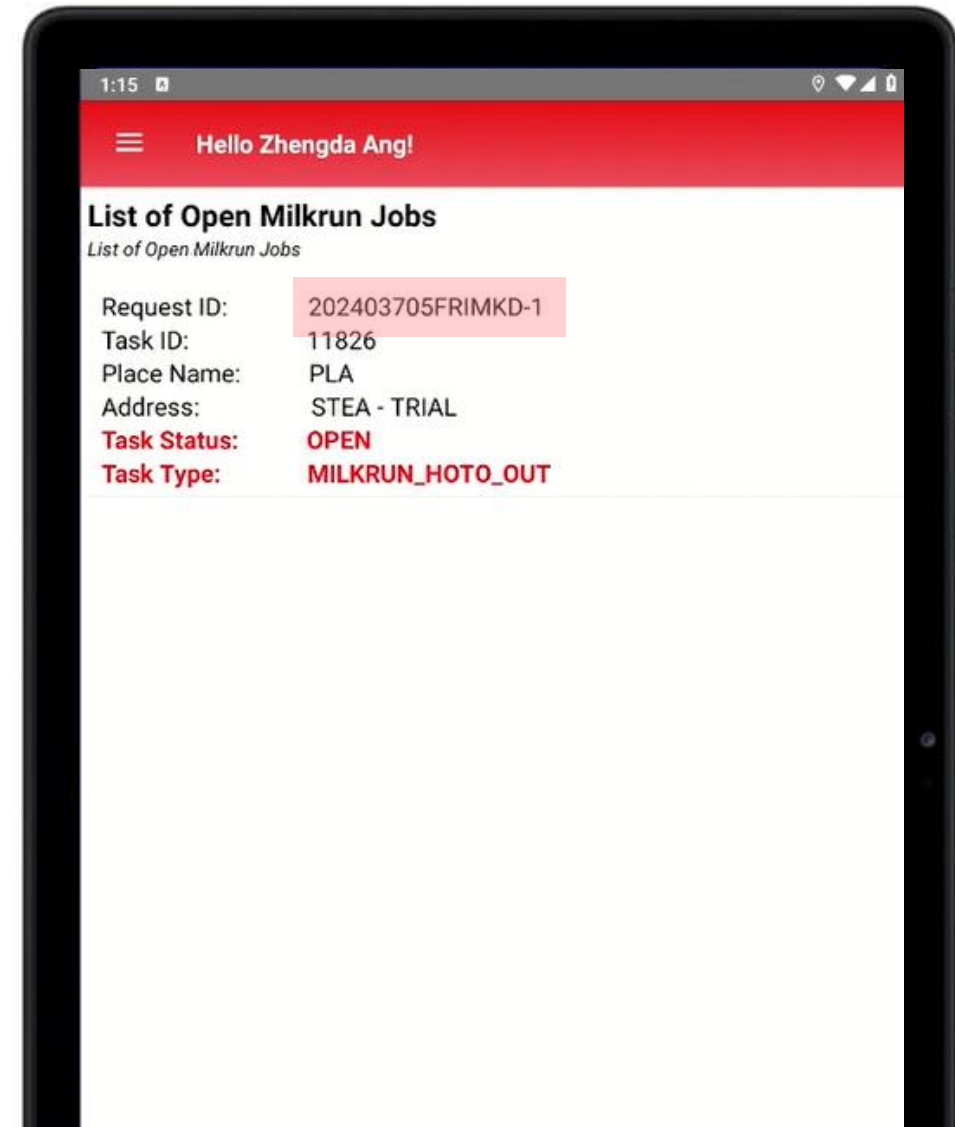 1:15
Hello Zhengda Ang!
List of Open Milkrun Jobs
List of Open Milkrun Jobs
Request ID: 202403705FRIMKD-1
Task ID: 11826
Place Name: PLA
Address: STEA - TRIAL
Task Status: OPEN
Task Type: MILKRUN_HOTO_OUT